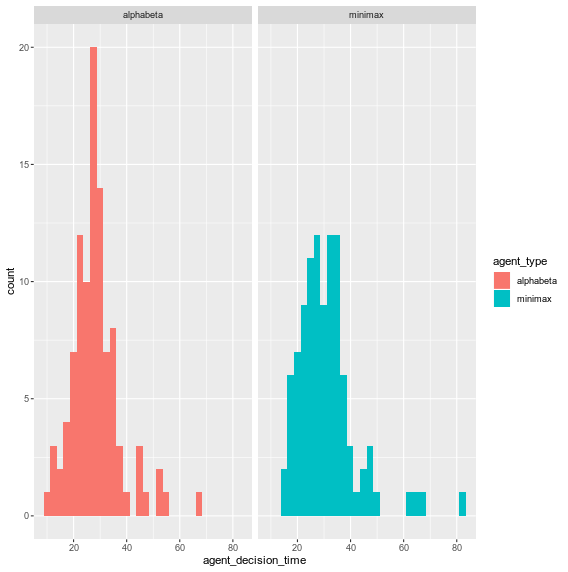 alphabeta minimax
20
15
10
5
0
count
20 40 60 80 20 40 60 80
agent_decision_time
agent_type
alphabeta
minimax